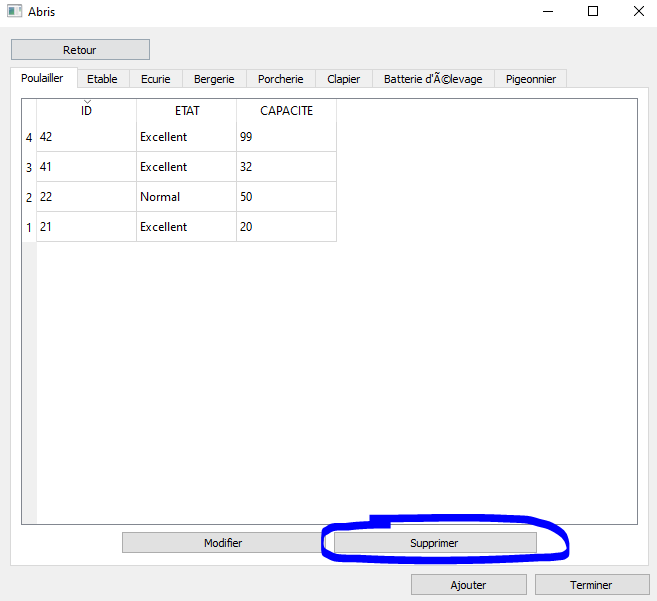 Abris
Retour
Poulailler Etable Ecurie Bergerie Porcherie Clapier Batterie d'Ã©levage Pigeonnier
ID ETAT CAPACITE
4 42 Excellent 99
3 41 Excellent 32
2 22 Normal 50
1 21 Excellent 20
Modifier Supprimer
Ajouter Terminer